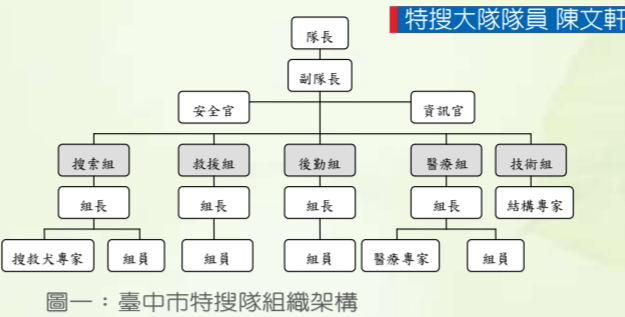 特搜大隊隊員 陳文軒
隊長
副隊長
安全官 資訊官
搜索組 救援組 後勤組 醫療組 技術組
組長 組長 組長 組長 結構專家
搜救犬專家 組員 組員 組員 醫療專家 組員
圖一：臺中市特搜隊組織架構